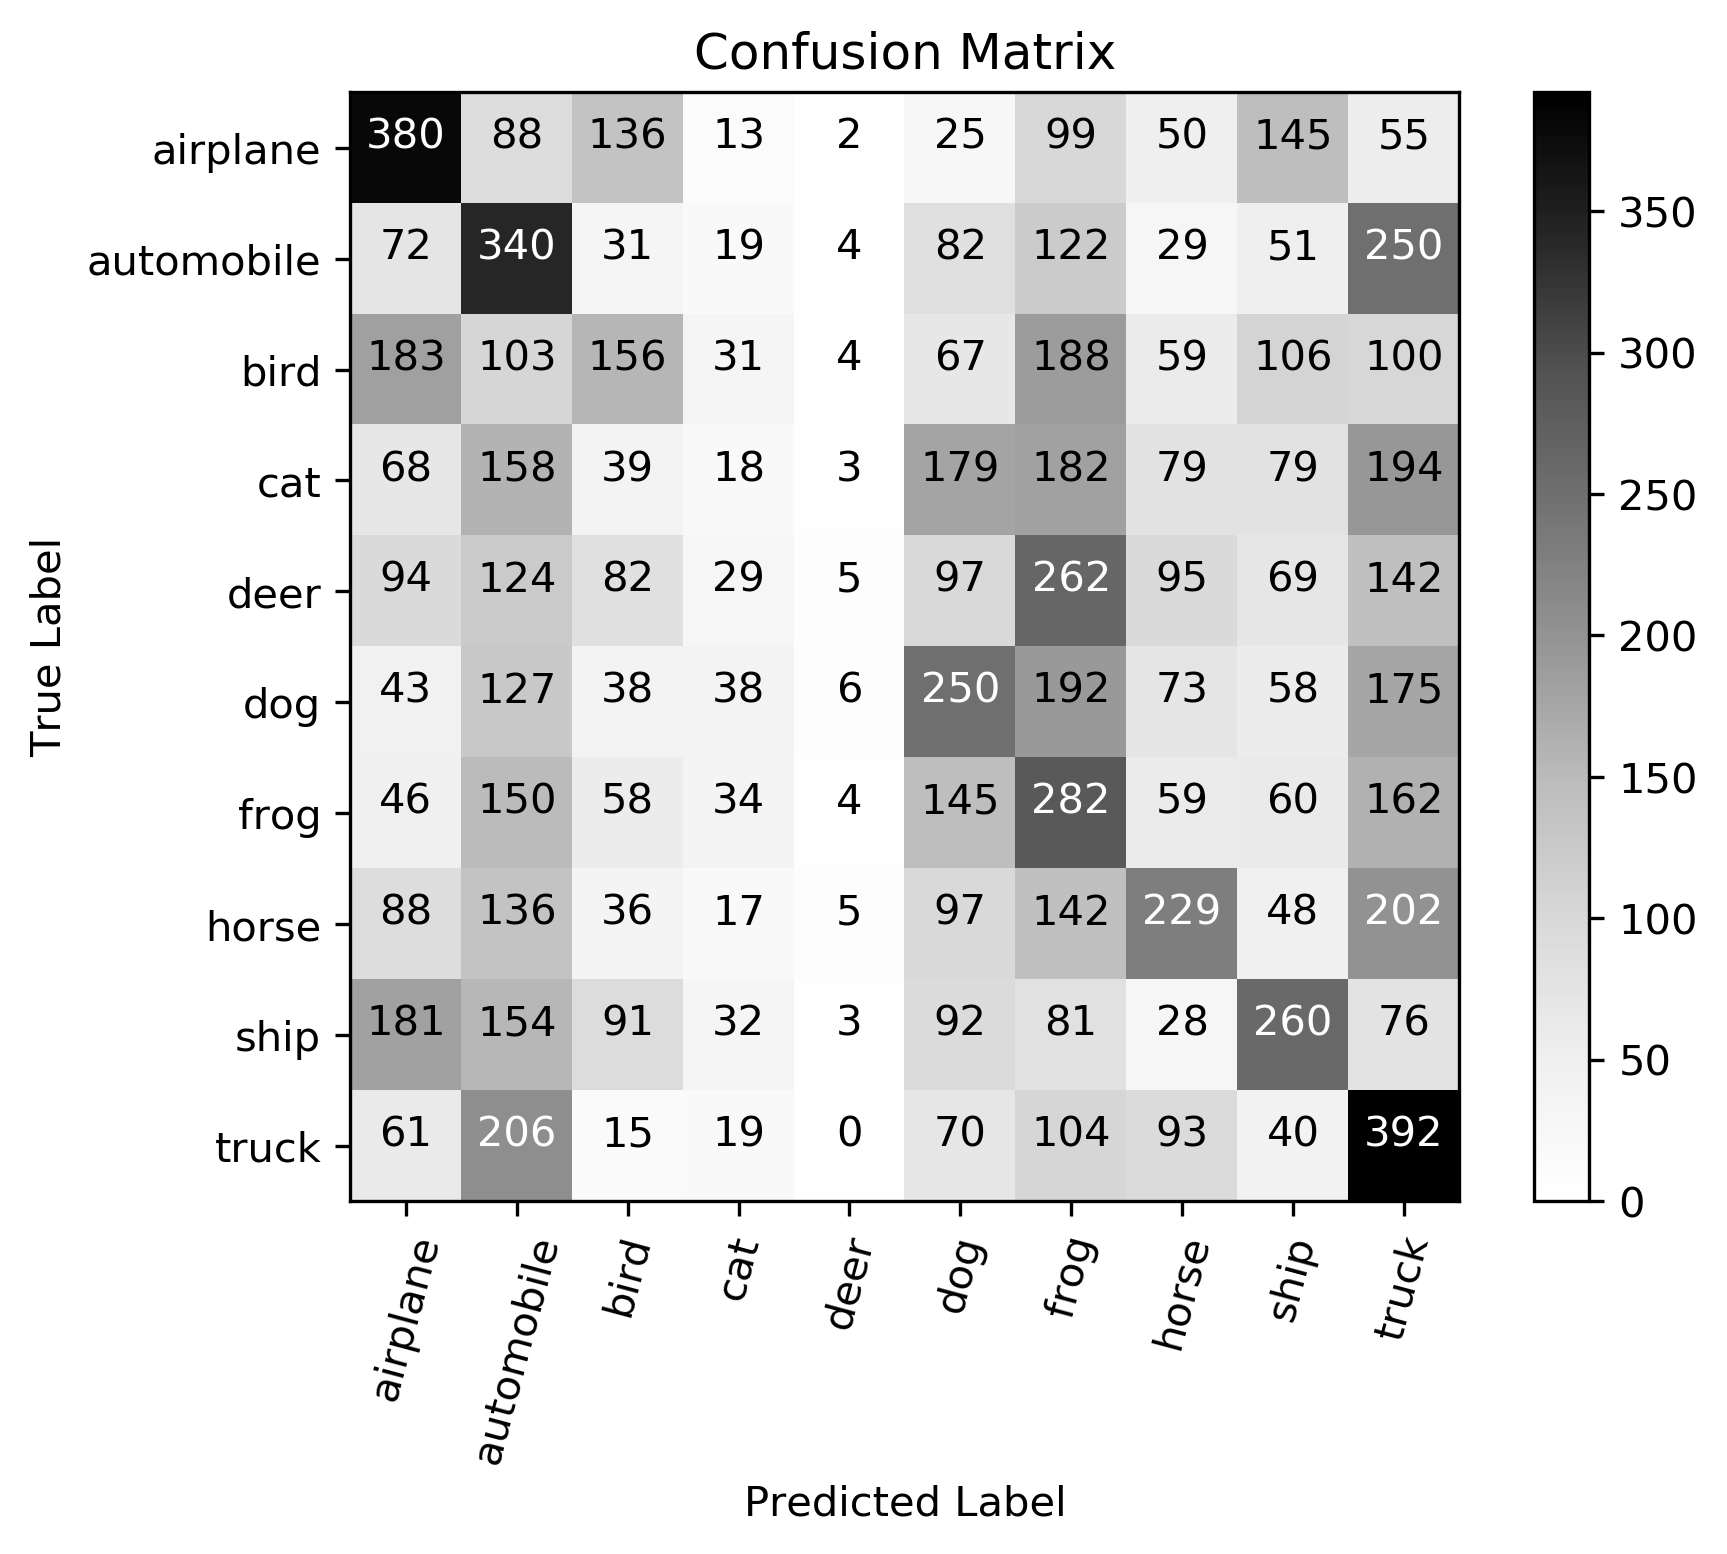 Confusion Matrix
airplane 380 88 136 13 2 25 99 50 145 55
automobile 72 340 31 19 4 82 122 29 51 250
bird 183 103 156 31 4 67 188 59 106 100
cat 68 158 39 18 3 179 182 79 79 194
deer 94 124 82 29 5 97 262 95 69 142
dog 43 127 38 38 6 250 192 73 58 175
frog 46 150 58 34 4 145 282 59 60 162
horse 88 136 36 17 5 97 142 229 48 202
ship 181 154 91 32 3 92 81 28 260 76
truck 61 206 15 19 0 70 104 93 40 392
True Label
airplane automobile bird cat deer dog frog horse ship truck
Predicted Label
350
300
250
200
150
100
50
0